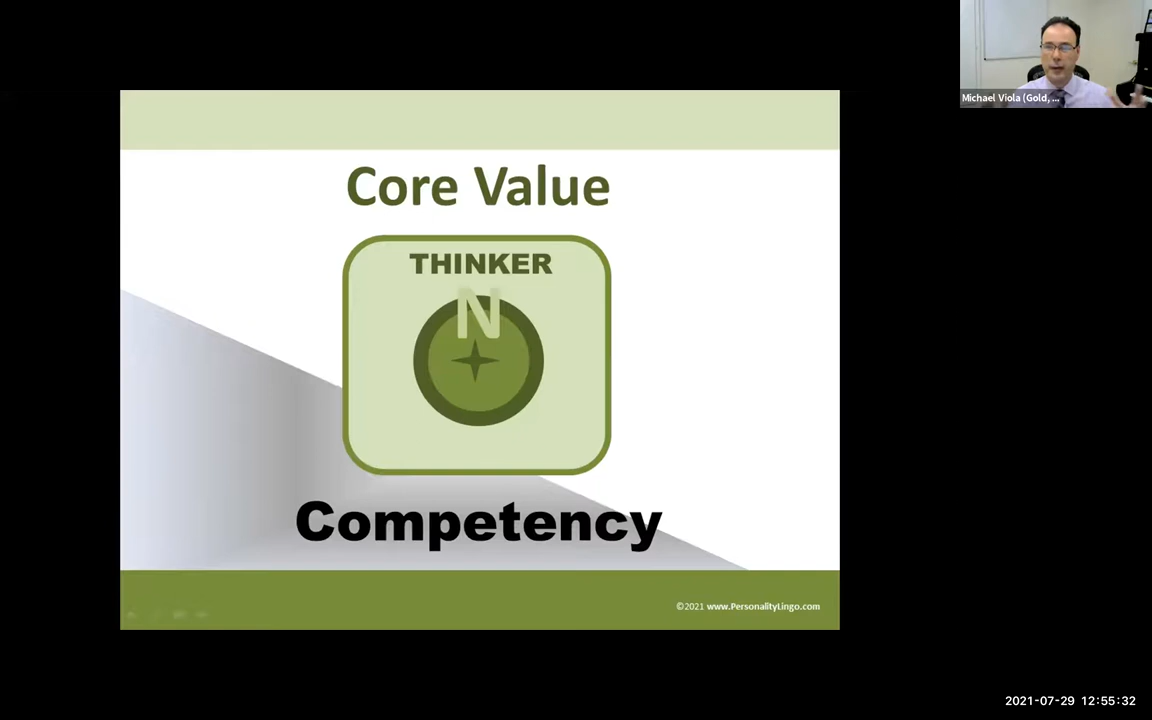 Michael Viola (Gold, ...
Core Value
THINKER
N
Competency
©2021 www.PersonalityLingo.com
2021-07-29 12:55:32